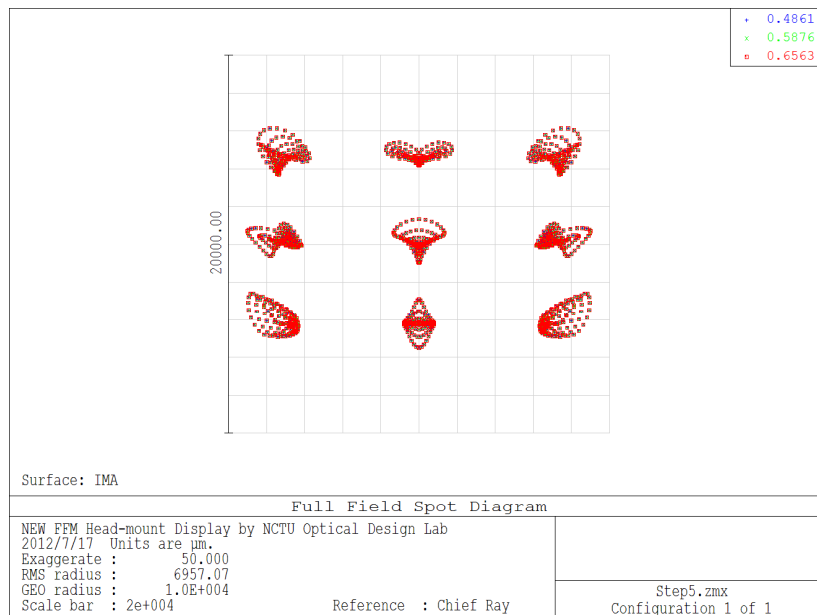 + 0.4861
× 0.5876
0.6563
20000.00
Surface: IMA
Full Field Spot Diagram
NEW FFM Head-mount Display by NCTU Optical Design Lab
2012/7/17 Units are µm.
Exaggerate : 50.000
RMS radius : 6957.07
GEO radius : 1.0E+004
Scale bar : 2e+004 Reference : Chief Ray
Step5.zmx
Configuration 1 of 1